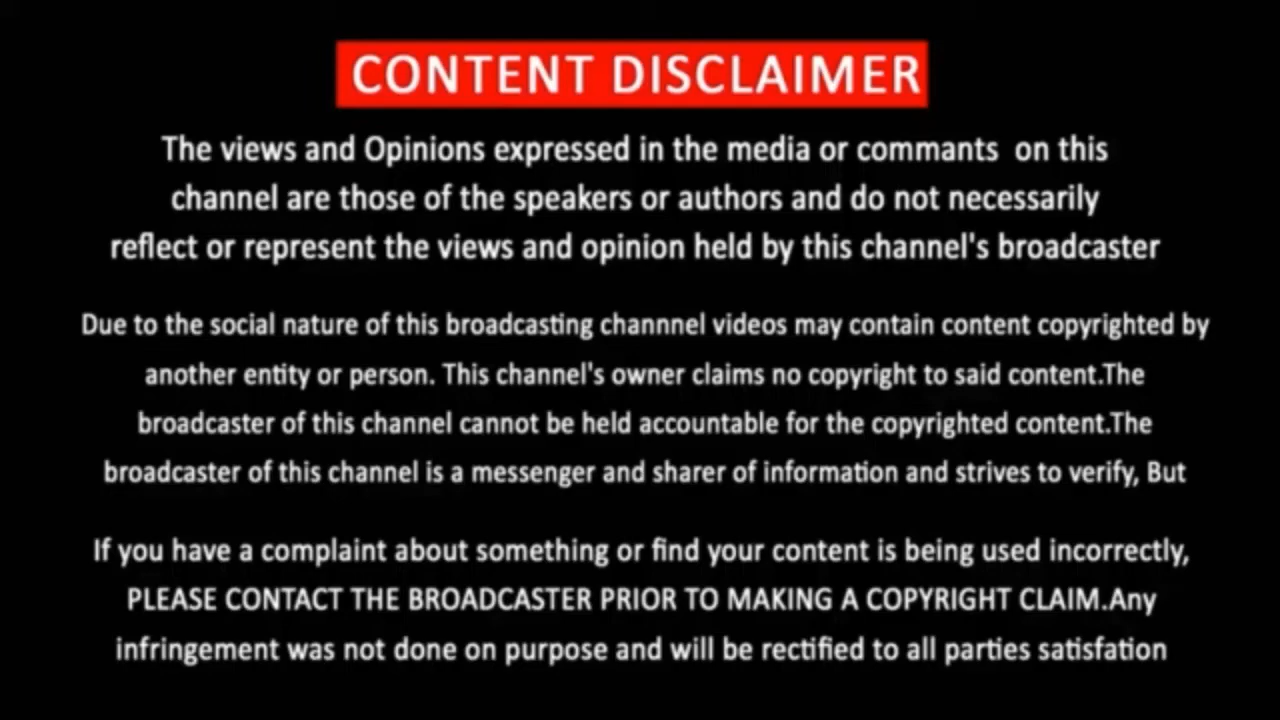 CONTENT DISCLAIMER
The views and Opinions expressed in the media or commants on this
channel are those of the speakers or authors and do not necessarily
reflect or represent the views and opinion held by this channel's broadcaster
Due to the social nature of this broadcasting channnel videos may contain content copyrighted by
another entity or person. This channel's owner claims no copyright to said content.The
broadcaster of this channel cannot be held accountable for the copyrighted content.The
broadcaster of this channel is a messenger and sharer of information and strives to verify, But
If you have a complaint about something or find your content is being used incorrectly,
PLEASE CONTACT THE BROADCASTER PRIOR TO MAKING A COPYRIGHT CLAIM.Any
infringement was not done on purpose and will be rectified to all parties satisfation